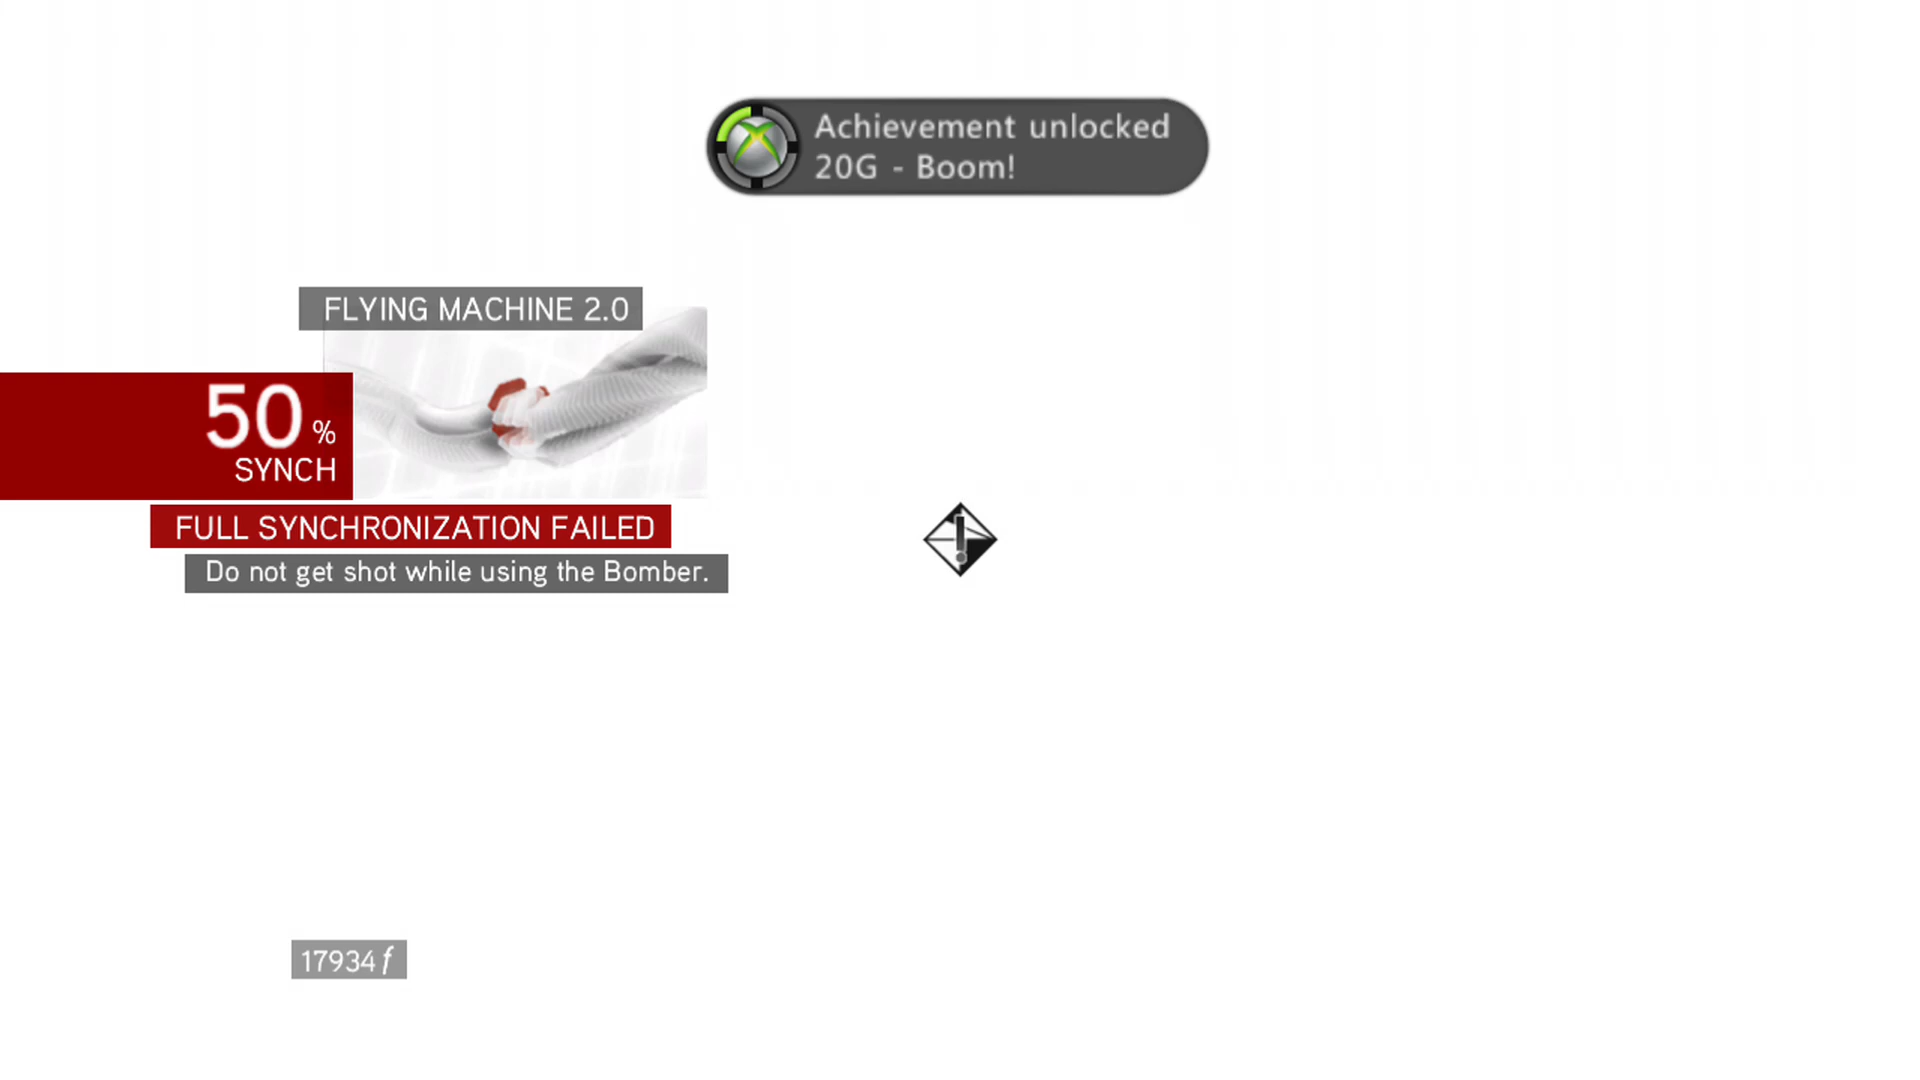 Achievement unlocked
20G - Boom!
FLYING MACHINE 2.0
50 %
SYNCH
FULL SYNCHRONIZATION FAILED
Do not get shot while using the Bomber.
17934 f